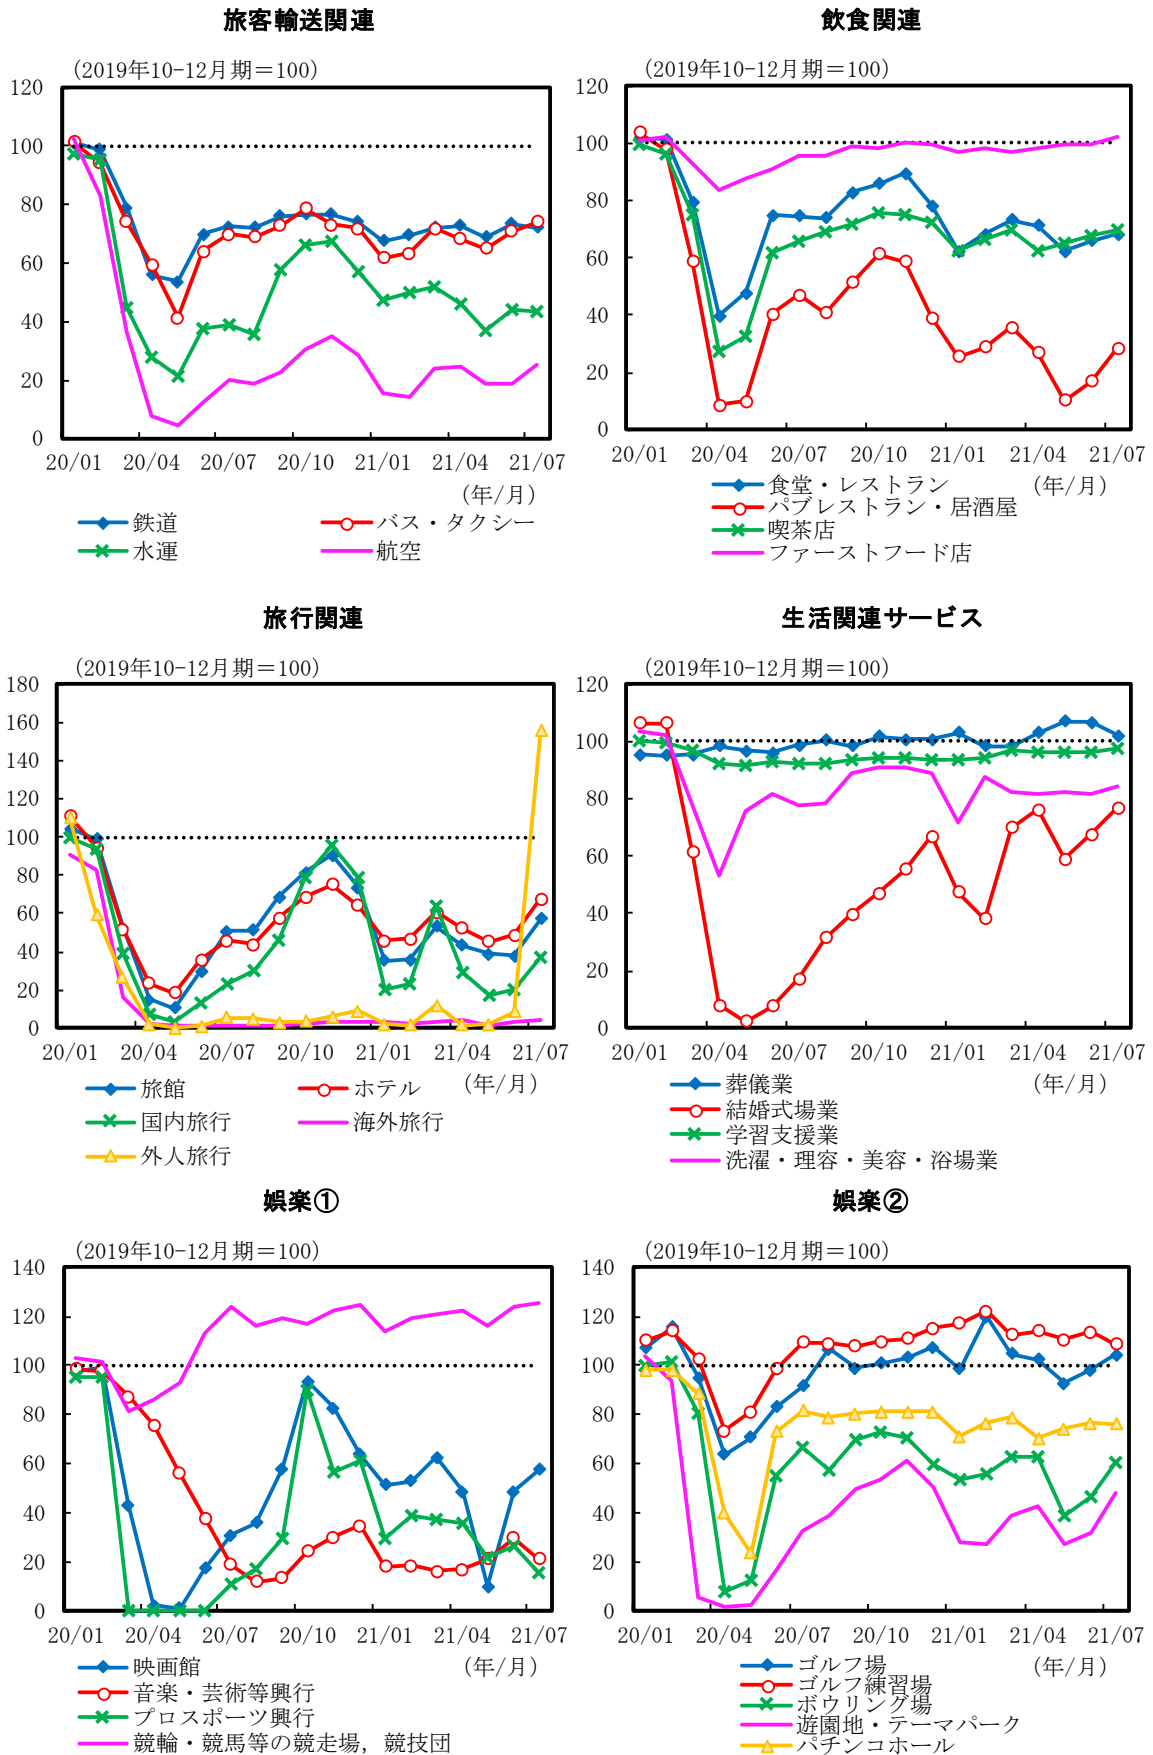 旅客輸送関連
(2019年10-12月期＝100)
120
100
80
60
40
20
0
20/01 20/04 20/07 20/10 21/01 21/04 21/07
(年/月)
鉄道 バス・タクシー
水運 航空
飲食関連
(2019年10-12月期＝100)
120
100
80
60
40
20
0
20/01 20/04 20/07 20/10 21/01 21/04 21/07
(年/月)
食堂・レストラン
パブレストラン・居酒屋
喫茶店
ファーストフード店
旅行関連
(2019年10-12月期＝100)
180
160
140
120
100
80
60
40
20
0
20/01 20/04 20/07 20/10 21/01 21/04 21/07
(年/月)
旅館 ホテル
国内旅行 海外旅行
外人旅行
生活関連サービス
(2019年10-12月期＝100)
120
100
80
60
40
20
0
20/01 20/04 20/07 20/10 21/01 21/04 21/07
(年/月)
葬儀業
結婚式場業
学習支援業
洗濯・理容・美容・浴場業
娯楽①
(2019年10-12月期＝100)
140
120
100
80
60
40
20
0
20/01 20/04 20/07 20/10 21/01 21/04 21/07
(年/月)
映画館
音楽・芸術等興行
プロスポーツ興行
競輪・競馬等の競走場，競技団
娯楽②
(2019年10-12月期＝100)
140
120
100
80
60
40
20
0
20/01 20/04 20/07 20/10 21/01 21/04 21/07
(年/月)
ゴルフ場
ゴルフ練習場
ボウリング場
遊園地・テーマパーク
パチンコホール